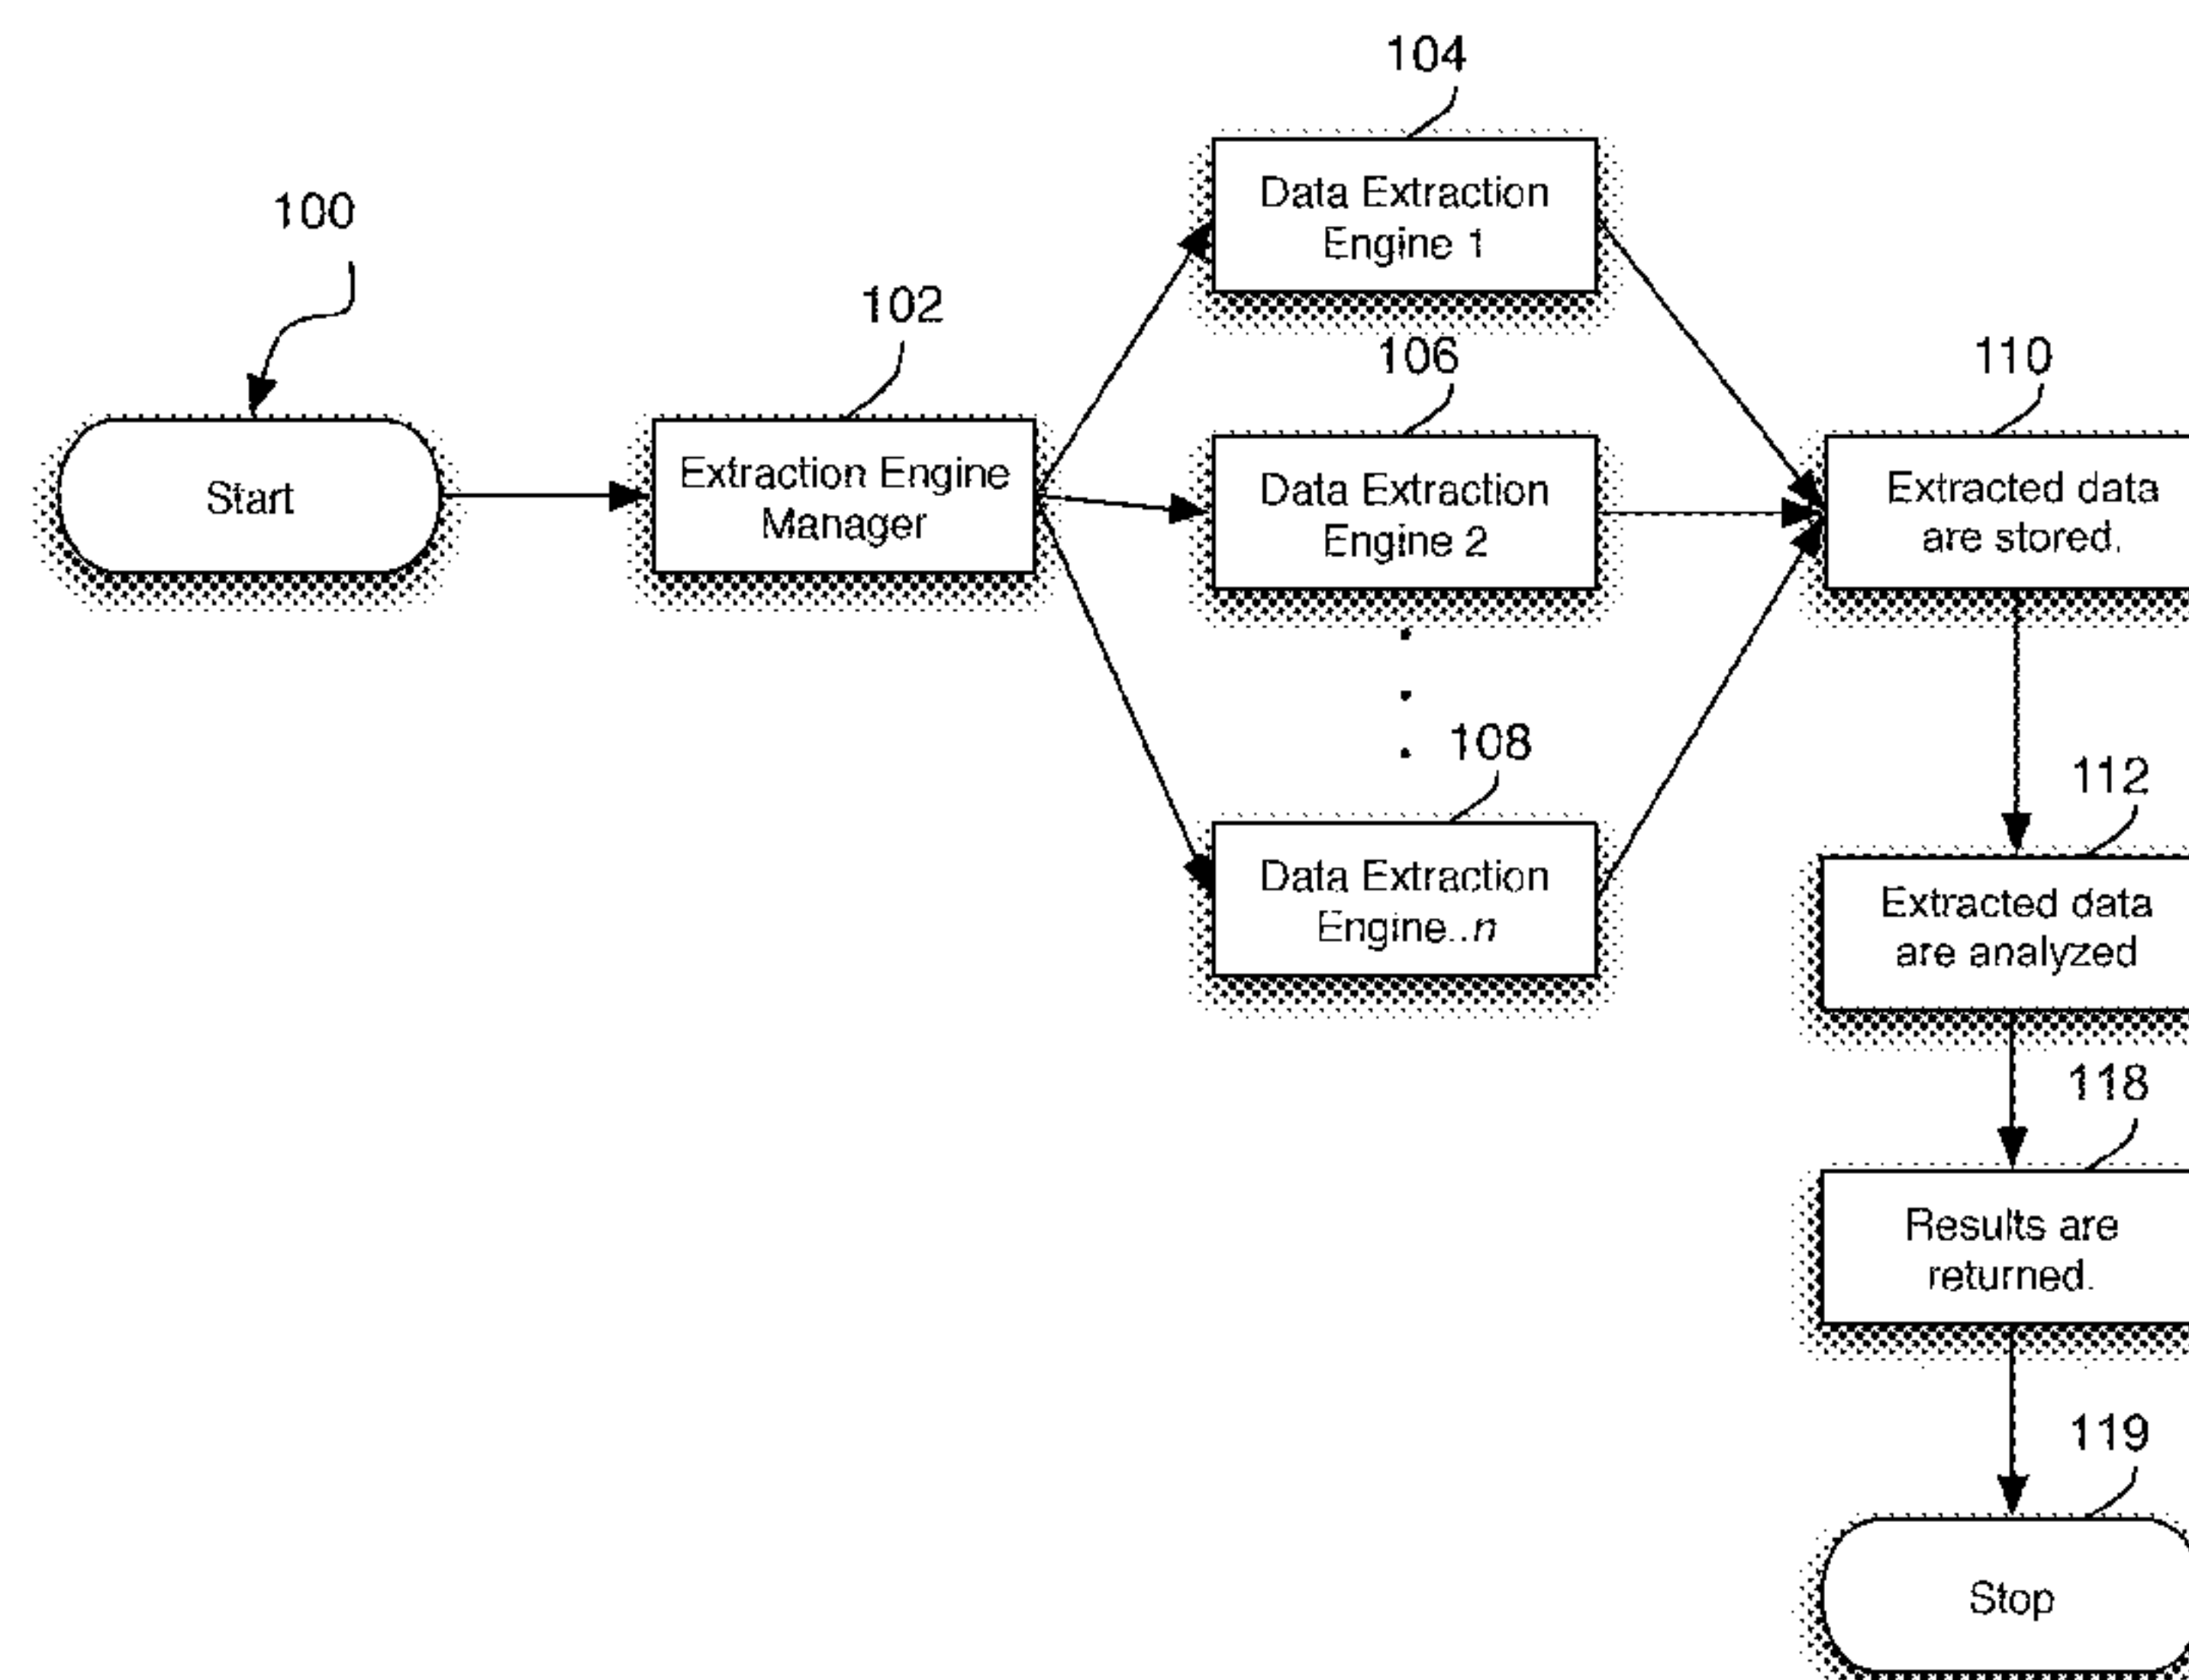 104
Data Extraction
Engine 1
100
102
106
110
Start
Extraction Engine
Manager
Data Extraction
Engine 2
Extracted data
are stored.
108
112
Data Extraction
Engine..n
Extracted data
are analyzed
118
Results are
returned.
119
Stop